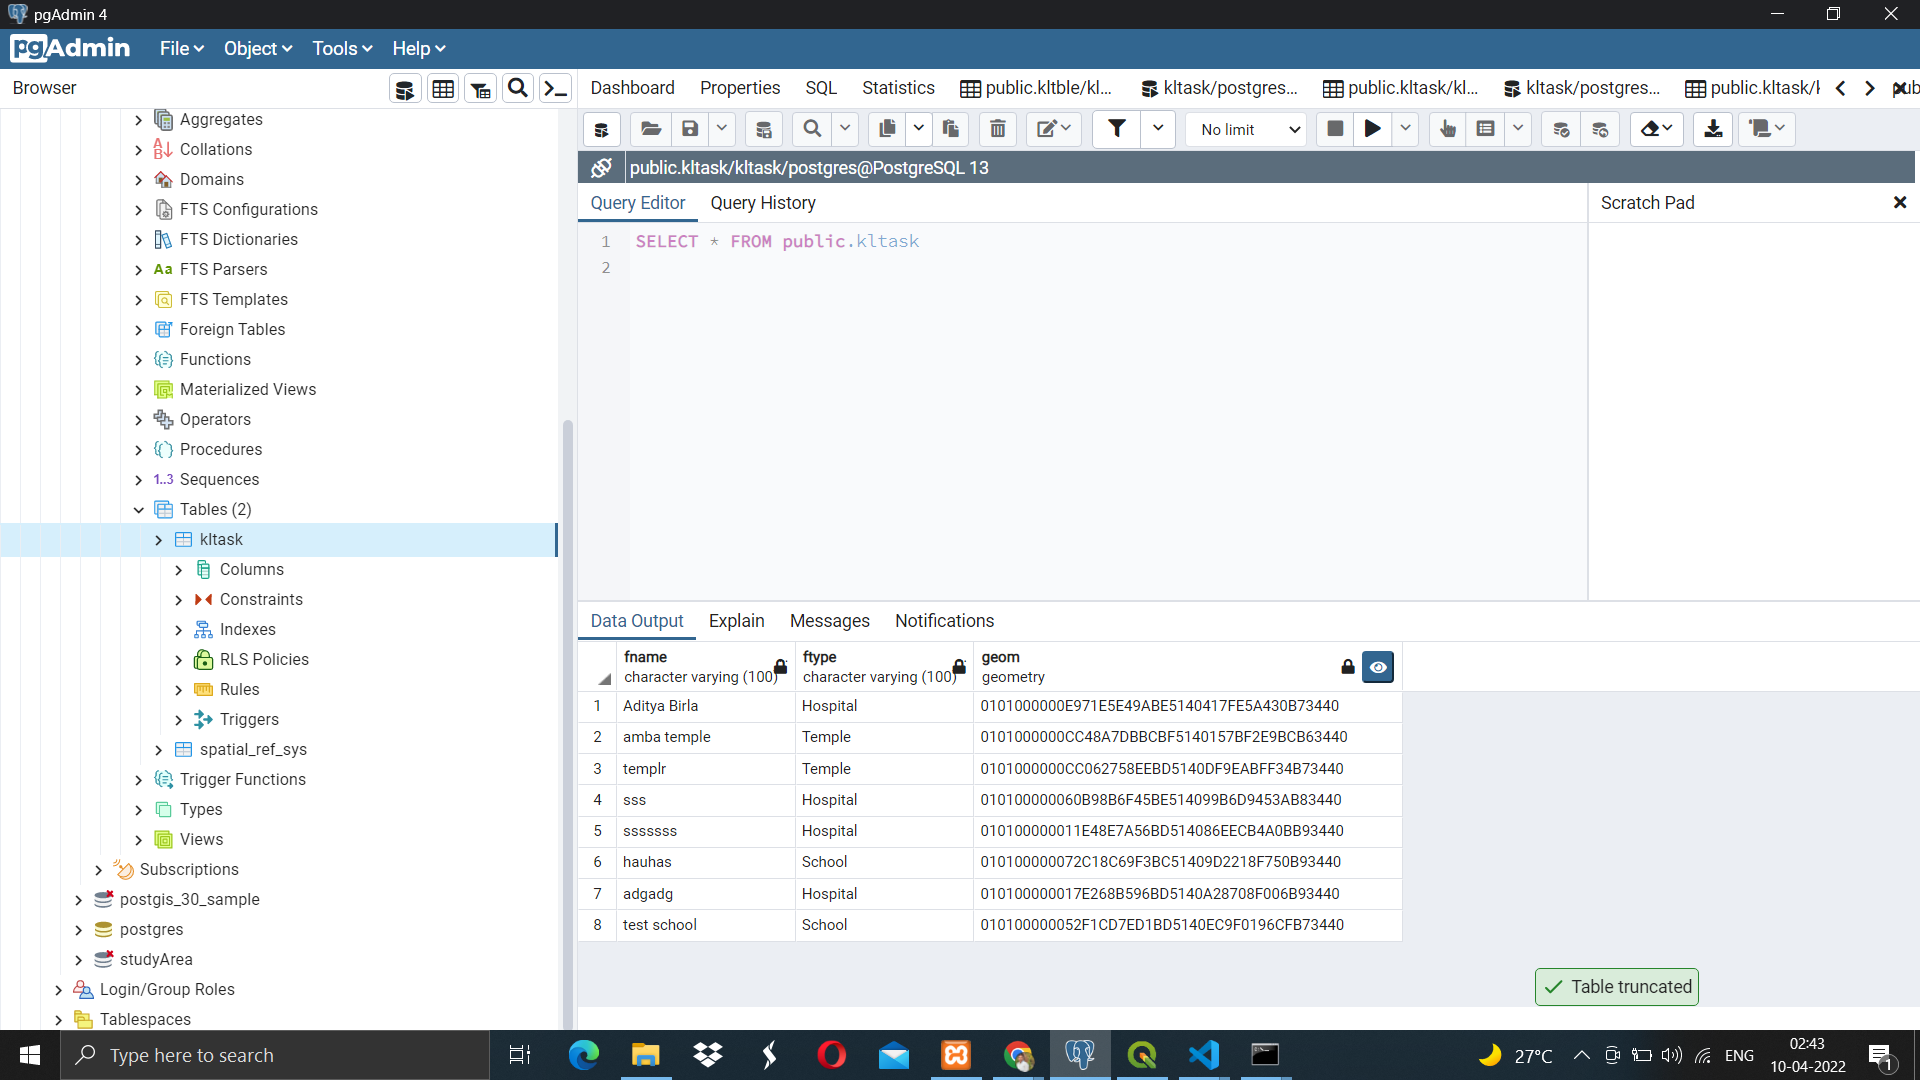 pgAdmin 4
pgAdmin File Object Tools Help
Browser
Dashboard Properties SQL Statistics public.kltble/kl... kltask/postgres... public.kltask/kl... kltask/postgres... public.kltask/
No limit
public.kltask/kltask/postgres@PostgreSQL 13
Query Editor Query History
Scratch Pad
1 SELECT * FROM public.kltask
2
Aggregates
Collations
Domains
FTS Configurations
FTS Dictionaries
Aa FTS Parsers
FTS Templates
Foreign Tables
Functions
Materialized Views
Operators
Procedures
1..3 Sequences
Tables (2)
kltask
Columns
Constraints
Indexes
RLS Policies
Rules
Triggers
spatial_ref_sys
Trigger Functions
Types
Views
Subscriptions
postgis_30_sample
postgres
studyArea
Login/Group Roles
Tablespaces
Data Output Explain Messages Notifications
fname ftype geom
character varying (100) character varying (100) geometry
1 Aditya Birla Hospital 0101000000E971E5E49ABE5140417FE5A430B73440
2 amba temple Temple 0101000000CC48A7DBBCBF5140157BF2E9BCB63440
3 templr Temple 0101000000CC062758EEBD5140DF9EABFF34B73440
4 sss Hospital 010100000060B98B6F45BE514099B6D9453AB83440
5 sssssss Hospital 010100000011E48E7A56BD514086EECB4A0BB93440
6 hauhas School 010100000072C18C69F3BC51409D2218F750B93440
7 adgadg Hospital 010100000017E268B596BD5140A28708F006B93440
8 test school School 010100000052F1CD7ED1BD5140EC9F0196CFB73440
Table truncated
Type here to search
27°C ENG
02:43
10-04-2022
1